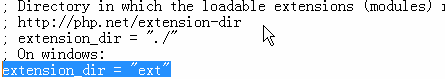 ; Directory in which the loadable extensions (modules) r
; http://php.net/extension-dir
; extension_dir = "./"
; On windows:
extension_dir = "ext"